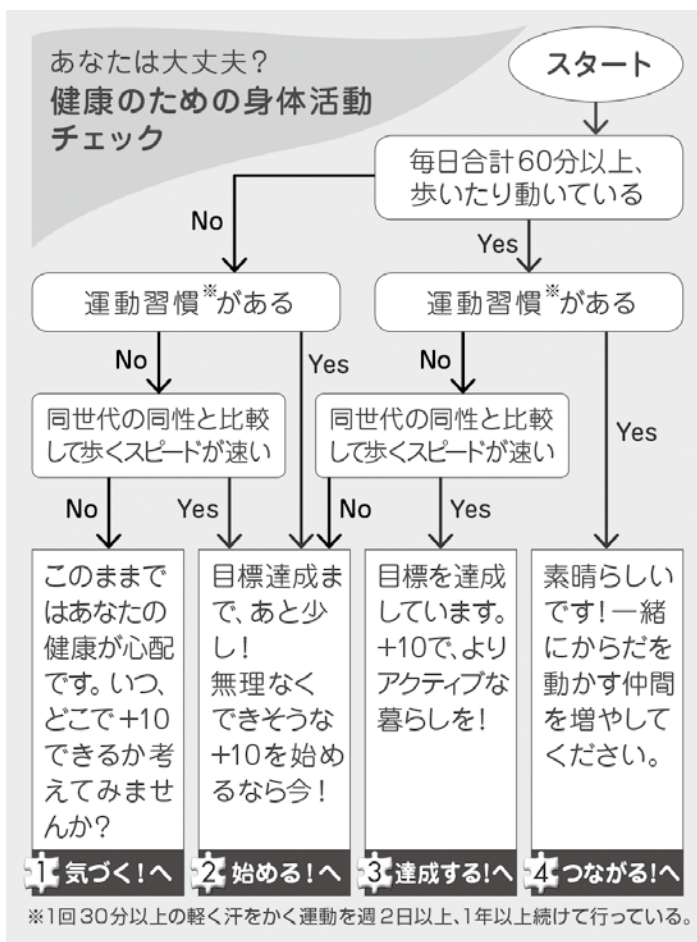 あなたは大丈夫?
健康のための身体活動
チェック
スタート
毎日合計60分以上、
歩いたり動いている
No
Yes
運動習慣※がある
運動習慣※がある
No
Yes
No
Yes
同世代の同性と比較
して歩くスピードが速い
同世代の同性と比較
して歩くスピードが速い
No
Yes
No
Yes
このままで
はあなたの
健康が心配
です。いつ、
どこで+10
できるか考
えてみませ
んか?
1 気づく!へ
目標達成ま
で、あと少
し!
無理なく
できそうな
+10を始め
るなら今!
2 始める!へ
目標を達成
しています。
+10で、より
アクティブな
暮らしを!
3 達成する!へ
素晴らしい
です!一緒
にからだを
動かす仲間
を増やして
ください。
4 つながる!へ
※1回30分以上の軽く汗をかく運動を週2日以上、1年以上続けて行っている。